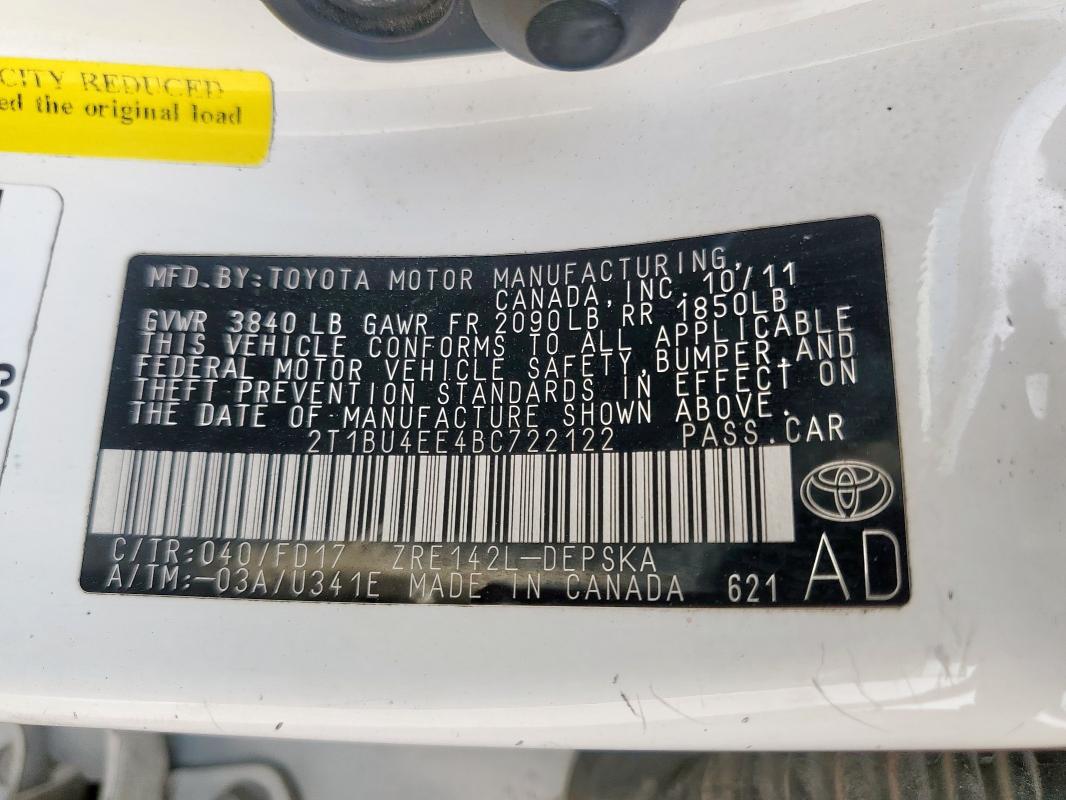 CITY REDUCED
ed the original load
MFD. BY: TOYOTA MOTOR MANUFACTURING,
CANADA, INC. 10/11
GVWR 3840 LB GAWR FR 2090LB RR 1850LB
THIS VEHICLE CONFORMS TO ALL APPLICABLE
FEDERAL MOTOR VEHICLE SAFETY, BUMPER, AND
THEFT PREVENTION STANDARDS IN EFFECT ON
THE DATE OF MANUFACTURE SHOWN ABOVE.
2T1BU4EE4BC722122 PASS.CAR
C/TR:040/FD17 ZRE142L-DEPSKA
A/TM:-03A/U341E MADE IN CANADA 621 AD